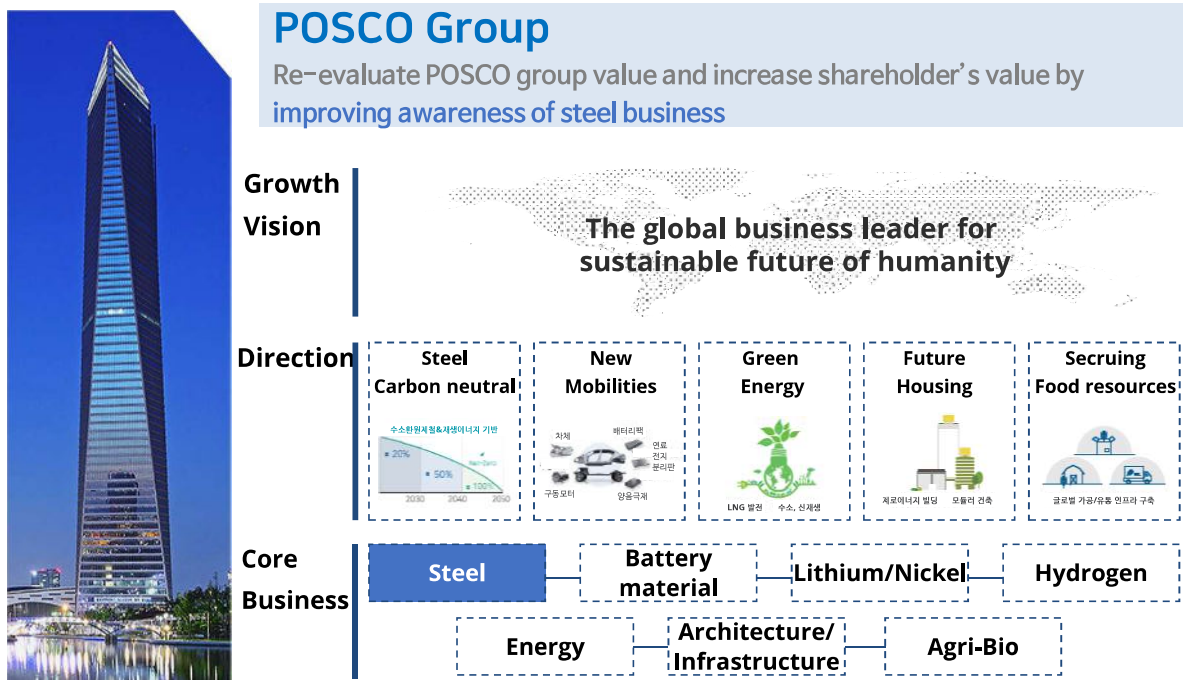 POSCO Group
Re-evaluate POSCO group value and increase shareholder's value by
improving awareness of steel business
Growth
Vision
The global business leader for
sustainable future of humanity
Direction
Steel
Carbon neutral
수소환원제철&재생에너지 기반
20%
50%
Net-Zero
100%
2030
2040
2050
New
Mobilities
차체
배터리팩
연료
전지
분리판
구동모터
양음극재
Green
Energy
LNG 발전
수소, 신재생
Future
Housing
제로에너지 빌딩
모듈러 건축
Secruing
Food resources
글로벌 가공/유통 인프라 구축
Core
Business
Steel
Battery
material
Lithium/Nickel
Hydrogen
Energy
Architecture/
Infrastructure
Agri-Bio